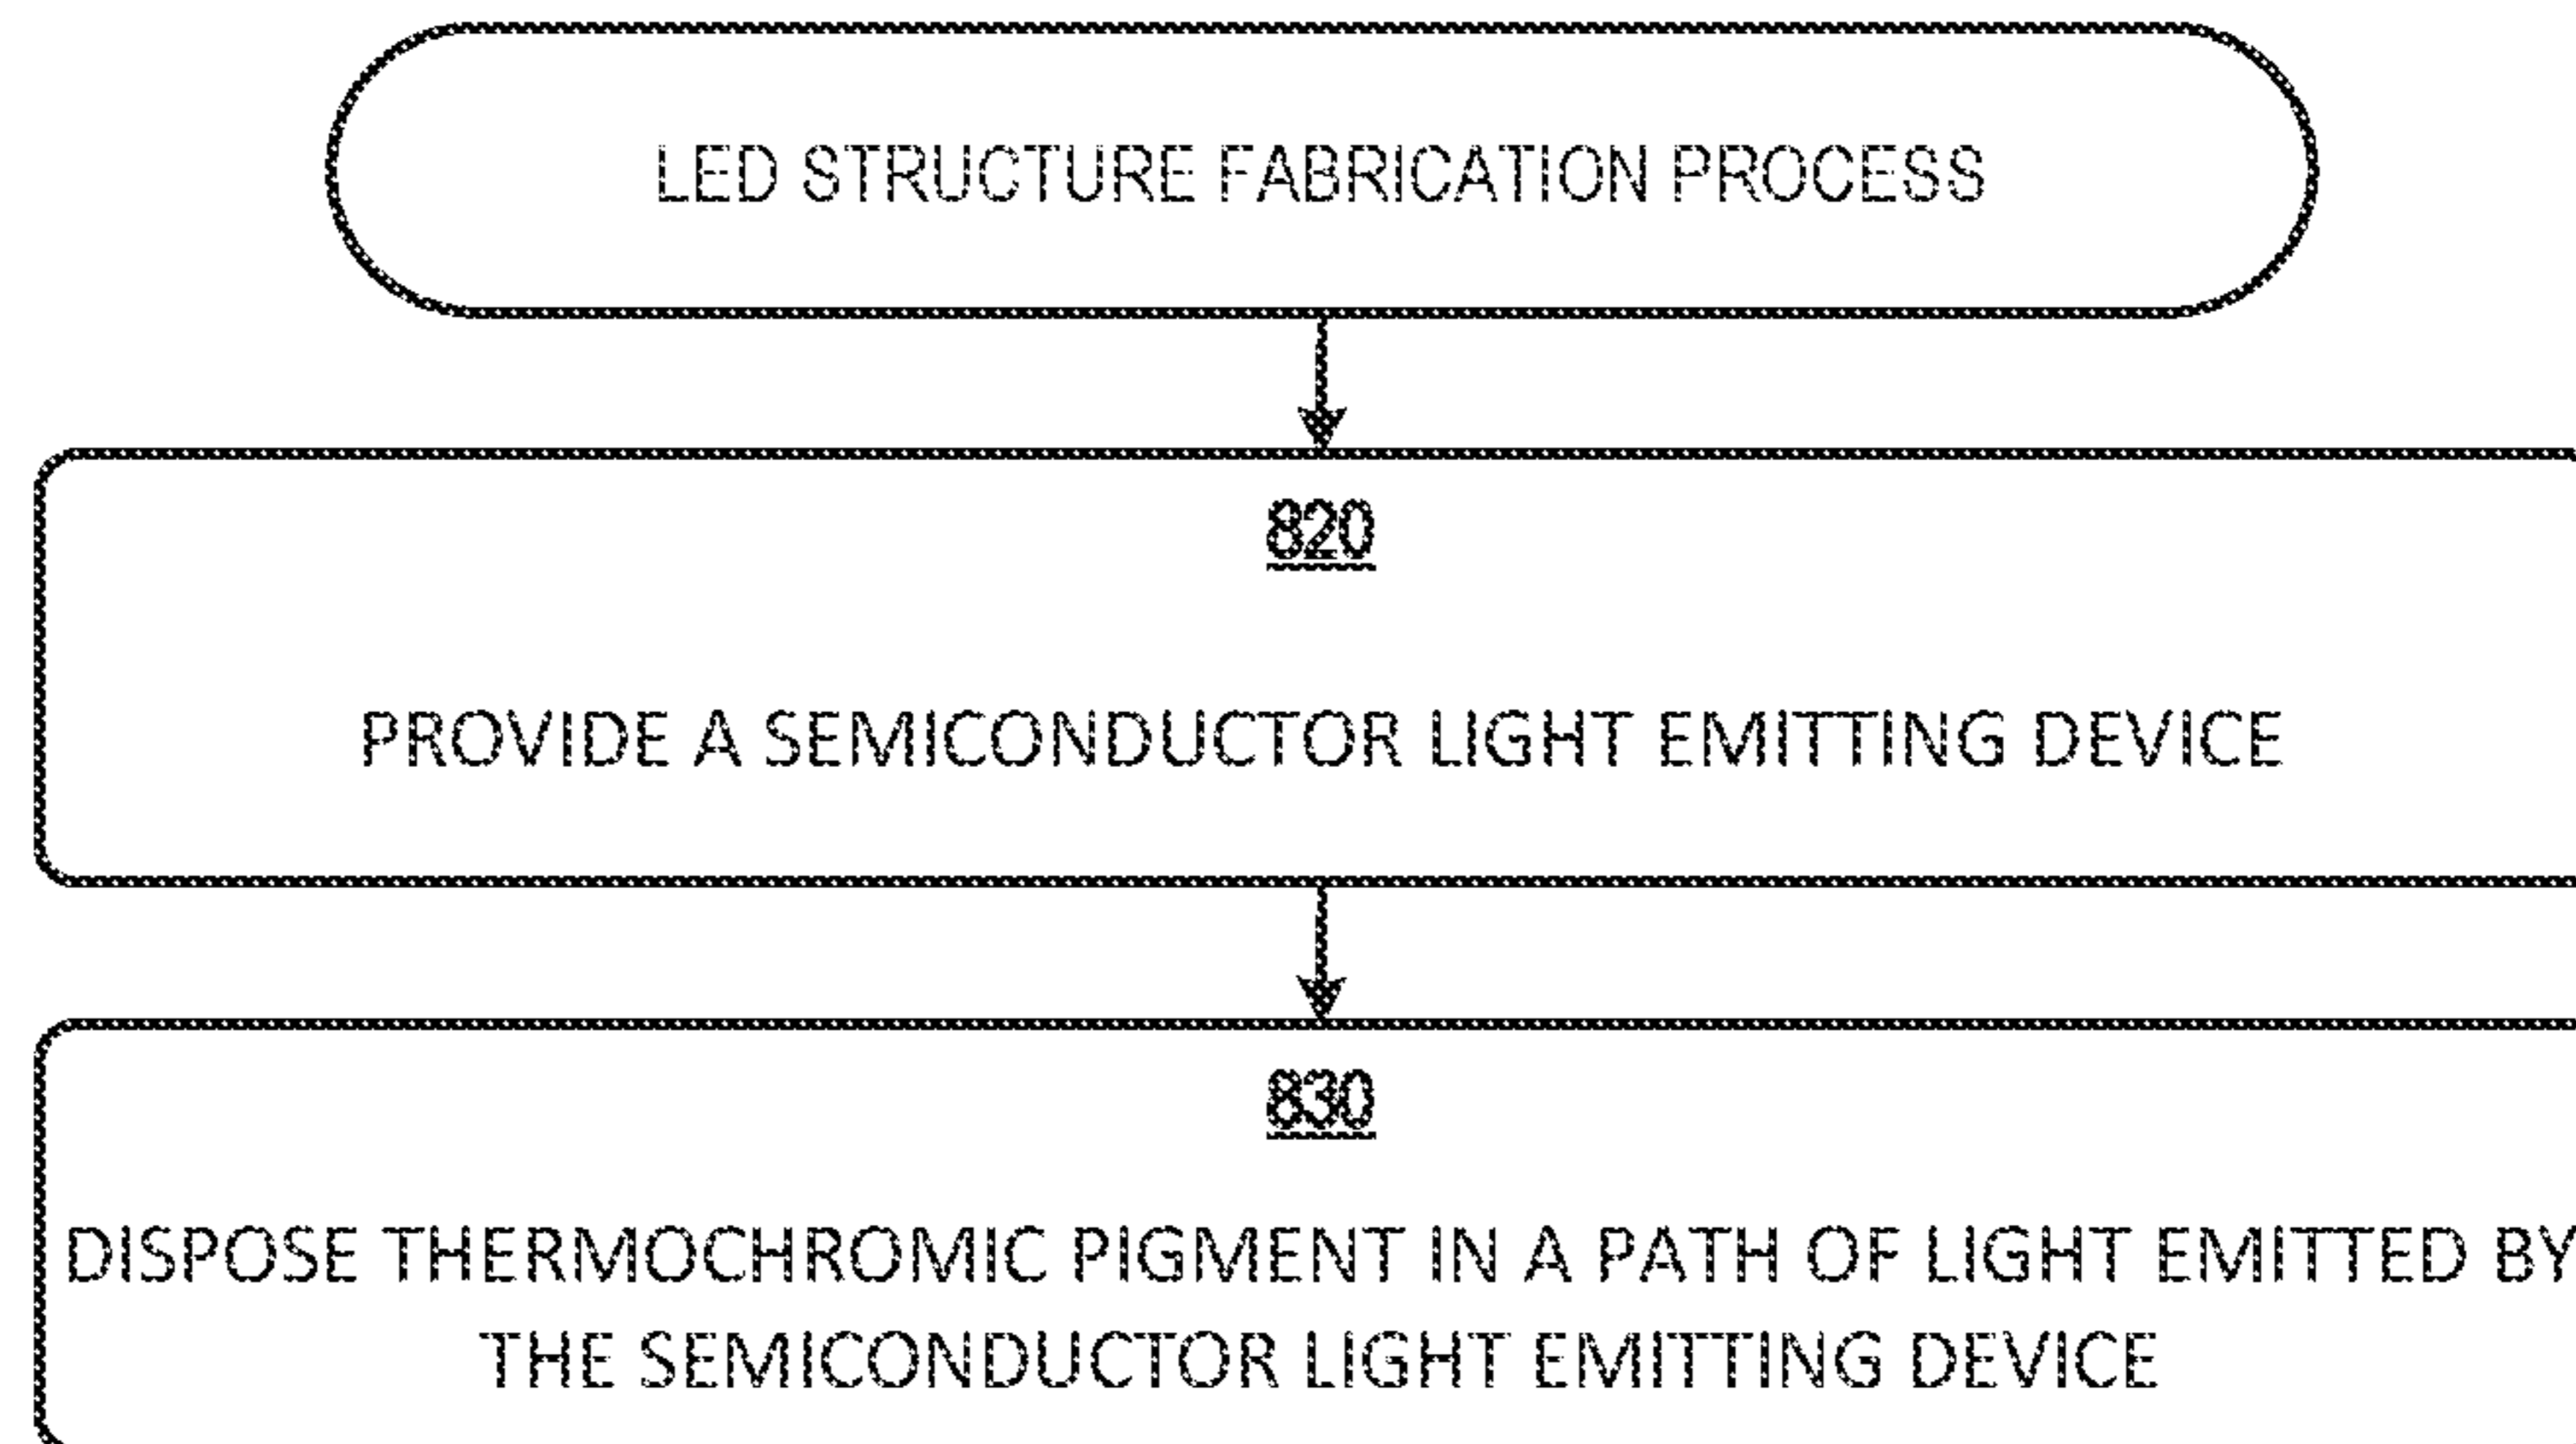 LED STRUCTURE FABRICATION PROCESS
820
PROVIDE A SEMICONDUCTOR LIGHT EMITTING DEVICE
830
DISPOSE THERMOCHROMIC PIGMENT IN A PATH OF LIGHT EMITTED BY
THE SEMICONDUCTOR LIGHT EMITTING DEVICE